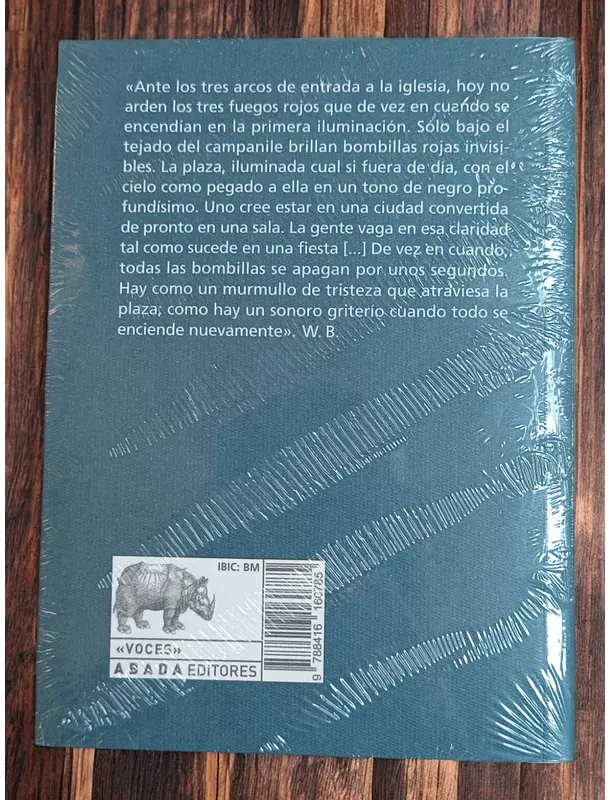 «Ante los tres arcos de entrada a la iglesia, hoy no
arden los tres fuegos rojos que de vez en cuando se
encendían en la primera iluminación. Sólo bajo el
tejado del campanile brillan bombillas rojas invisi-
bles. La plaza, iluminada cual si fuera de día, con el
cielo como pegado a ella en un tono de negro pro-
fundísimo. Uno cree estar en una ciudad convertida
de pronto en una sala. La gente vaga en esa claridad
tal como sucede en una fiesta [...] De vez en cuando,
todas las bombillas se apagan por unos segundos.
Hay como un murmullo de tristeza que atraviesa la
plaza; como hay un sonoro griterío cuando todo se
enciende nuevamente». W. B.
IBIC: BM
«VOCES»
ABADA EDITORES
9 788416 160785